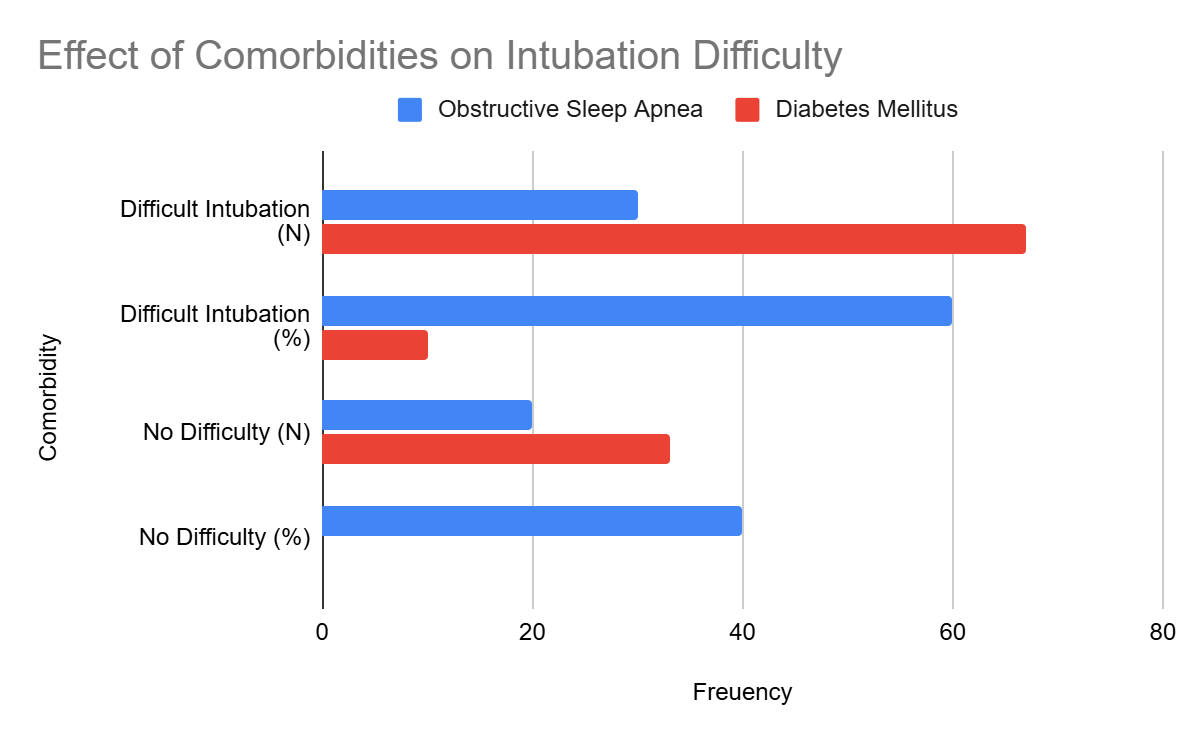 Effect of Comorbidities on Intubation Difficulty
Obstructive Sleep Apnea
Diabetes Mellitus
Difficult Intubation
(N)
Difficult Intubation
(%)
No Difficulty (N)
No Difficulty (%)
Comorbidity
0 20 40 60 80
Freuency